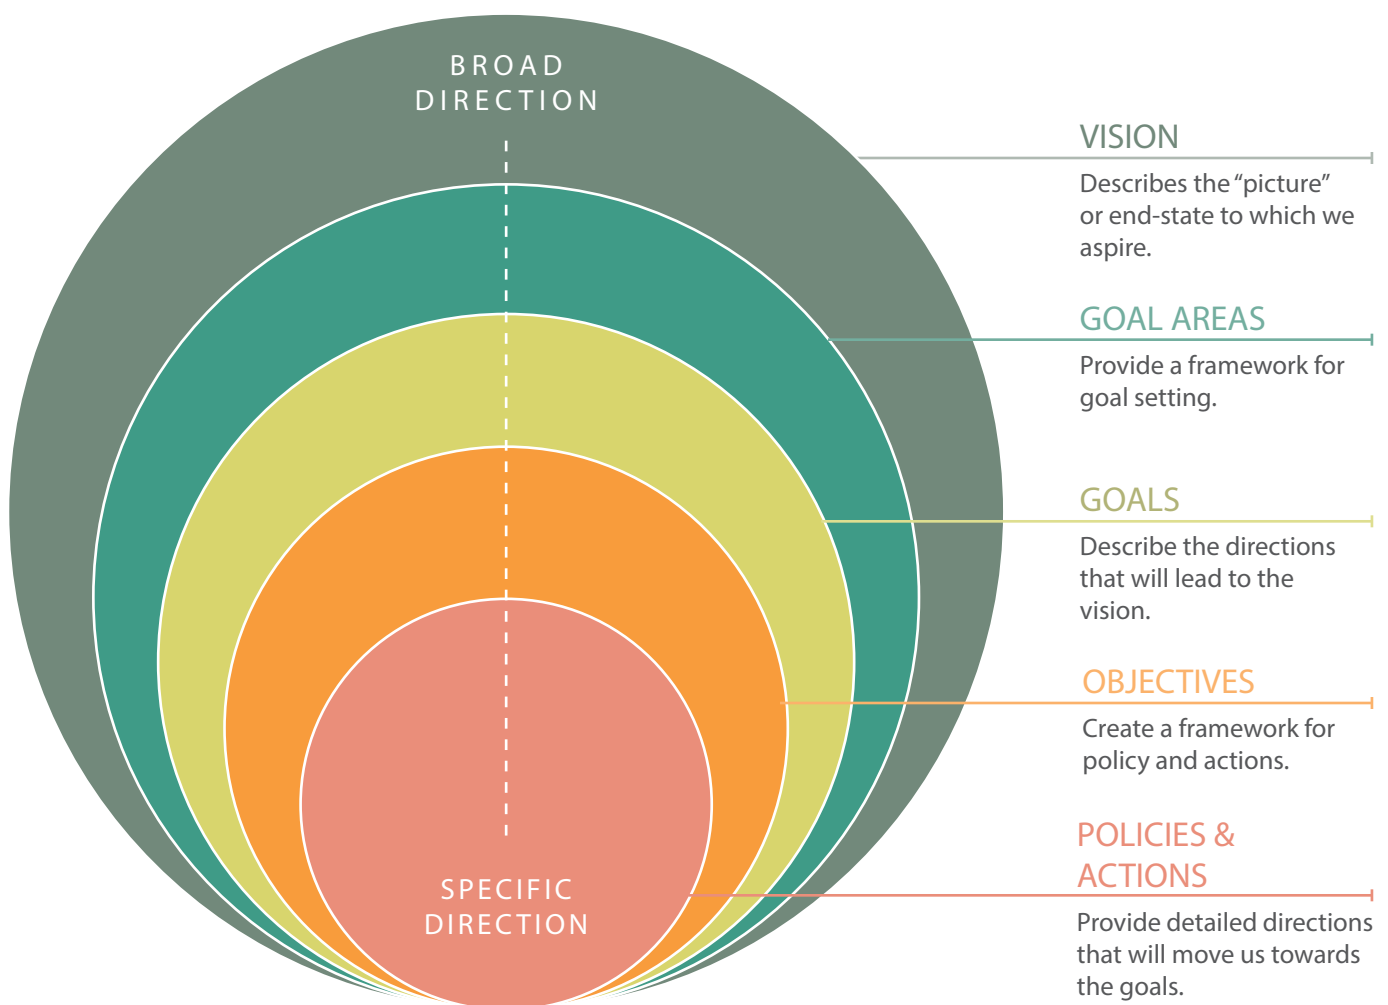 BROAD
DIRECTION
SPECIFIC
DIRECTION
VISION
Describes the “picture”
or end-state to which we
aspire.
GOAL AREAS
Provide a framework for
goal setting.
GOALS
Describe the directions
that will lead to the
vision.
OBJECTIVES
Create a framework for
policy and actions.
POLICIES &
ACTIONS
Provide detailed directions
that will move us towards
the goals.